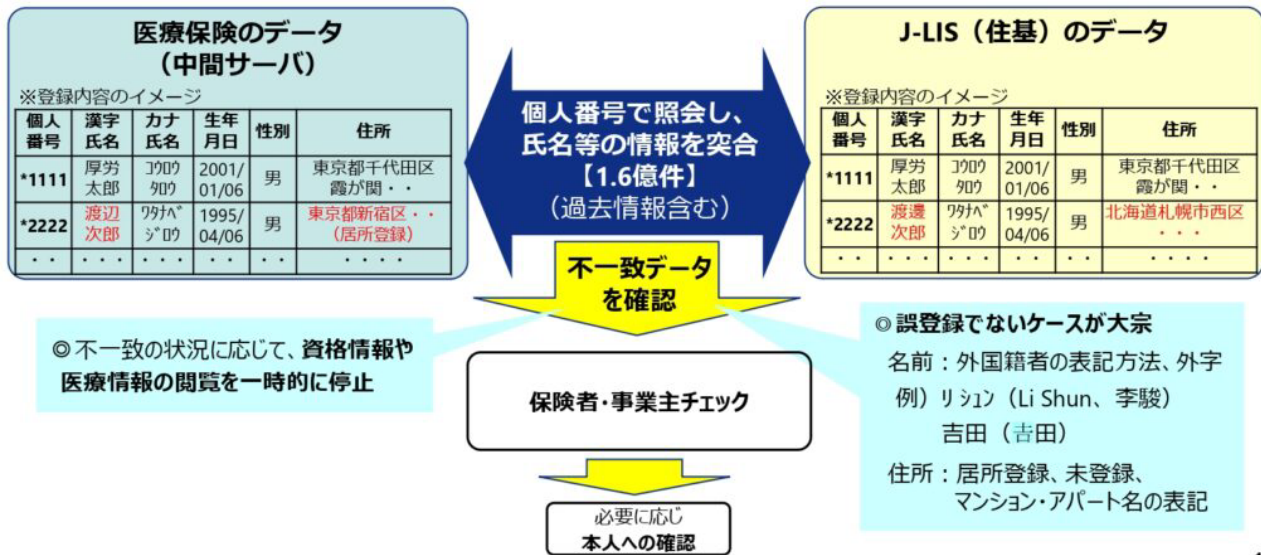 医療保険のデータ
（中間サーバ）
※登録内容のイメージ
個人番号 漢字氏名 カナ氏名 生年月日 性別 住所
*1111 厚労太郎 ｺｳﾛｳ ﾀﾛｳ 2001/01/06 男 東京都千代田区霞が関・・
*2222 渡辺次郎 ﾜﾀﾅﾍﾞ ｼﾞﾛｳ 1995/04/06 男 東京都新宿区・・（居所登録）
・・ ・・・ ・・・ ・・ ・・ ・・・・
個人番号で照会し、
氏名等の情報を突合
【1.6億件】
（過去情報含む）
J-LIS（住基）のデータ
※登録内容のイメージ
個人番号 漢字氏名 カナ氏名 生年月日 性別 住所
*1111 厚労太郎 ｺｳﾛｳ ﾀﾛｳ 2001/01/06 男 東京都千代田区霞が関・・
*2222 渡邊次郎 ﾜﾀﾅﾍﾞ ｼﾞﾛｳ 1995/04/06 男 北海道札幌市西区・・・
・・ ・・・ ・・・ ・・ ・・ ・・・・
不一致データ
を確認
◎不一致の状況に応じて、資格情報や
医療情報の閲覧を一時的に停止
保険者・事業主チェック
必要に応じ
本人への確認
◎誤登録でないケースが大宗
名前：外国籍者の表記方法、外字
例）ﾘ ｼｭﾝ（Li Shun、李駿）
吉田（𠮷田）
住所：居所登録、未登録、
マンション・アパート名の表記